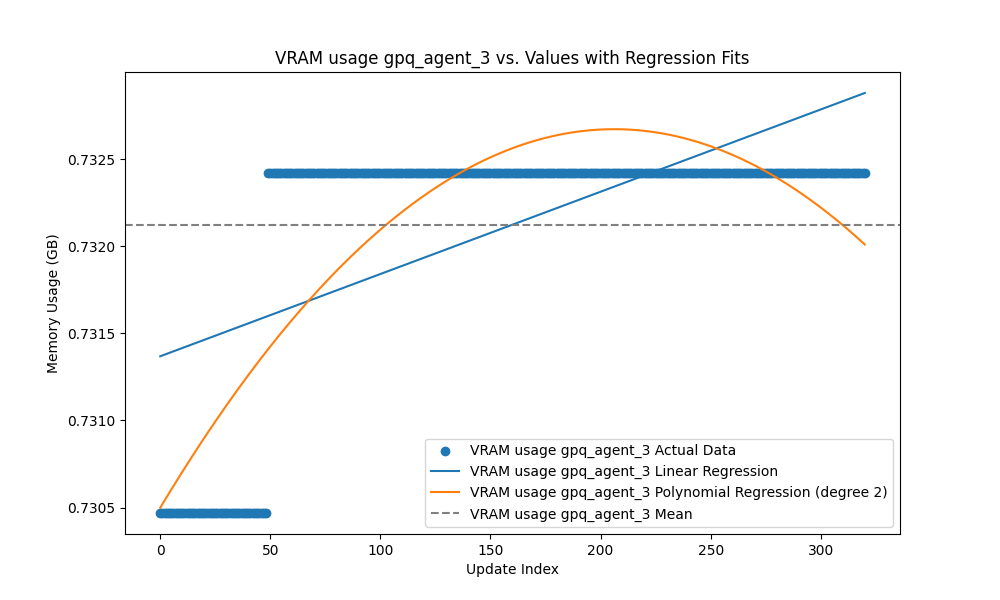 VRAM usage gpq_agent_3 vs. Values with Regression Fits
Memory Usage (GB)
0.7325
0.7320
0.7315
0.7310
0.7305
VRAM usage gpq_agent_3 Actual Data
VRAM usage gpq_agent_3 Linear Regression
VRAM usage gpq_agent_3 Polynomial Regression (degree 2)
VRAM usage gpq_agent_3 Mean
0 50 100 150 200 250 300
Update Index